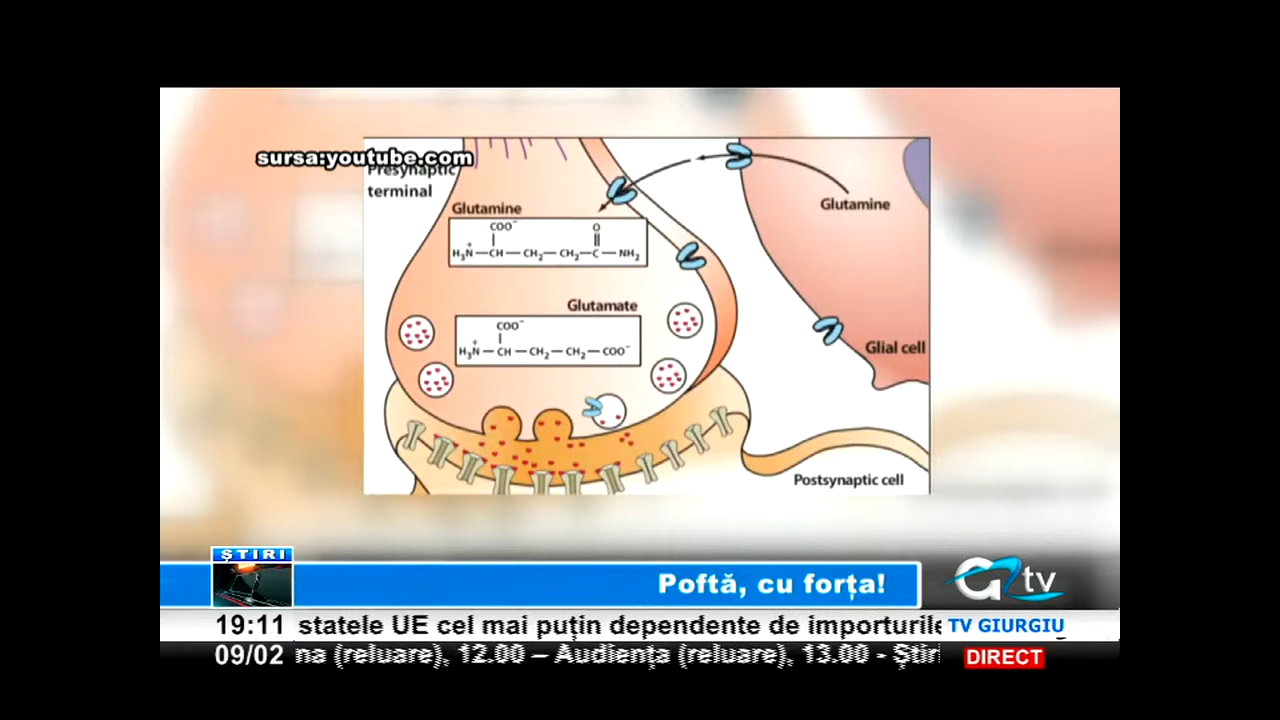 sursa:youtube.com
Presynaptic
terminal
Glutamine
COO⁻
O
H₃N⁺—CH—CH₂—CH₂—C—NH₂
Glutamine
Glutamate
COO⁻
H₃N⁺—CH—CH₂—CH₂—COO⁻
Glial cell
Postsynaptic cell
ȘTIRI
Poftă, cu forța!
G tv
19:11 statele UE cel mai puțin dependente de importurile
TV GIURGIU
09/02 na (reluare), 12.00 – Audiența (reluare), 13.00 - Știri
DIRECT